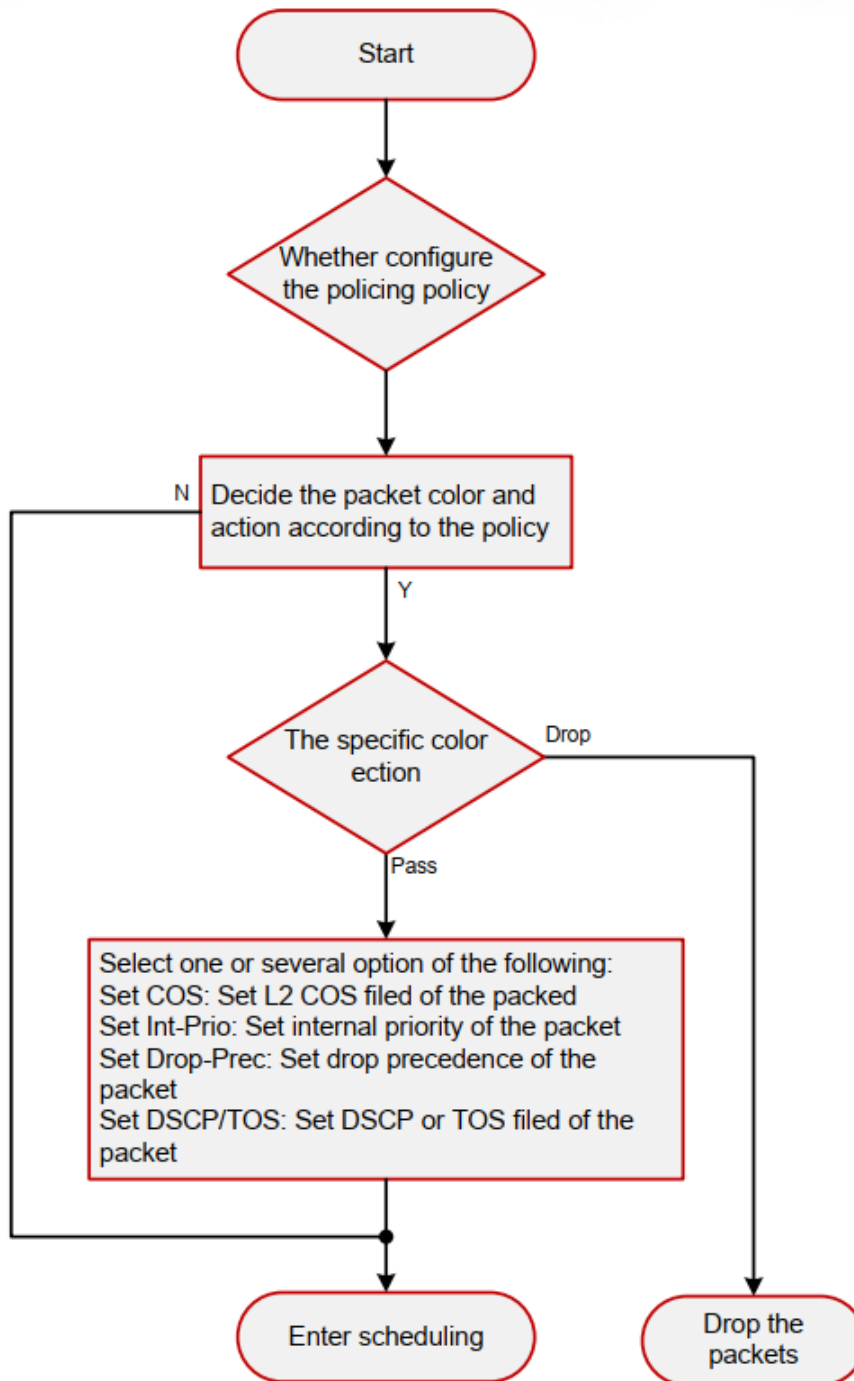 Start
Whether configure
the policing policy
N
Decide the packet color and
action according to the policy
Y
The specific color
ection
Drop
Pass
Select one or several option of the following:
Set COS: Set L2 COS filed of the packed
Set Int-Prio: Set internal priority of the packet
Set Drop-Prec: Set drop precedence of the
packet
Set DSCP/TOS: Set DSCP or TOS filed of the
packet
Enter scheduling
Drop the
packets